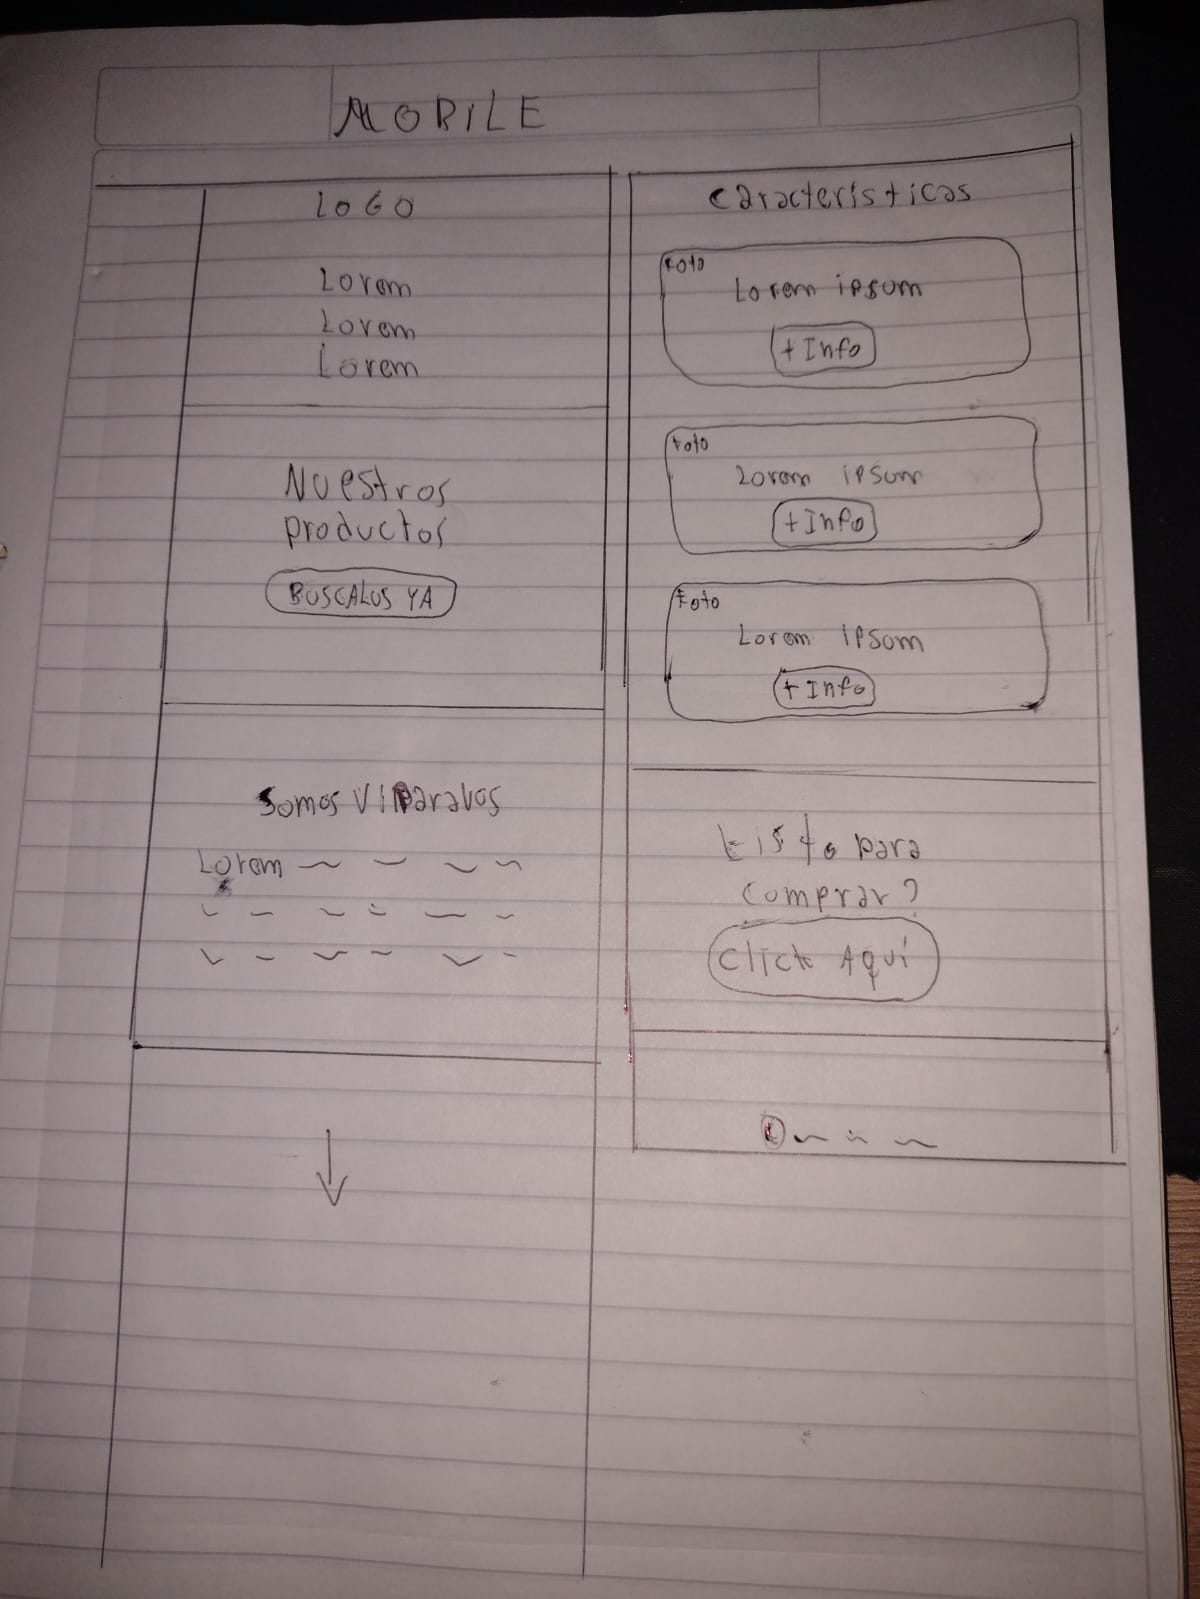 MOBILE
LOGO
Lorem
Lorem
Lorem
Nuestros
productos
BUSCALOS YA
Somos
Lorem
Caracteristicas
Foto
Lorem ipsum
+ Info
Foto
Lorem ipsum
+ Info
Foto
Lorem ipsum
+ Info
Listo para
comprar?
Click Aquí